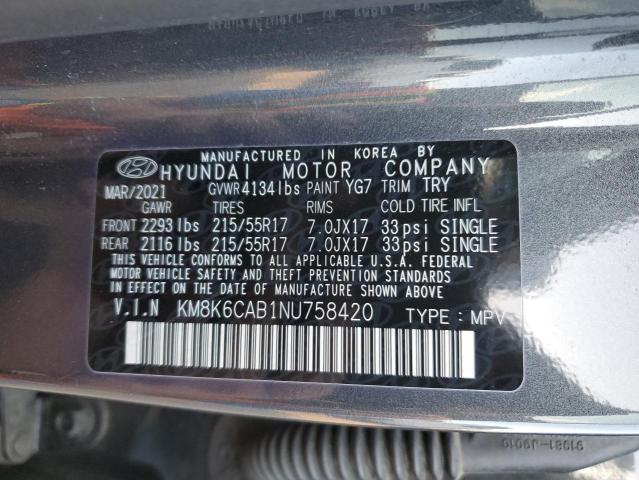 MANUFACTURED IN KOREA BY
HYUNDAI MOTOR COMPANY
MAR/2021 GVWR 4134 lbs PAINT YG7 TRIM TRY
GAWR TIRES RIMS COLD TIRE INFL
FRONT 2293 lbs 215/55R17 7.0JX17 33 psi SINGLE
REAR 2116 lbs 215/55R17 7.0JX17 33 psi SINGLE
THIS VEHICLE CONFORMS TO ALL APPLICABLE U.S.A. FEDERAL
MOTOR VEHICLE SAFETY AND THEFT PREVENTION STANDARDS
IN EFFECT ON THE DATE OF MANUFACTURE SHOWN ABOVE
V.I.N KM8K6CAB1NU758420 TYPE : MPV
91981-J9010